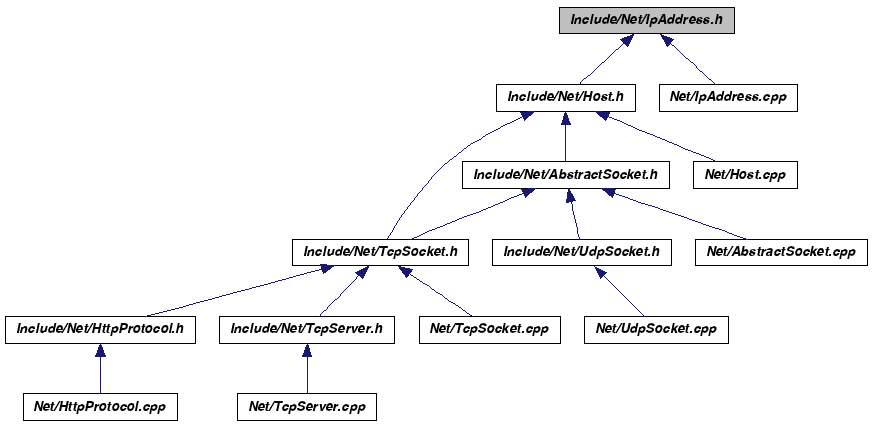 Include/Net/IpAddress.h
Include/Net/Host.h
Net/IpAddress.cpp
Include/Net/AbstractSocket.h
Net/Host.cpp
Include/Net/TcpSocket.h
Include/Net/UdpSocket.h
Net/AbstractSocket.cpp
Include/Net/HttpProtocol.h
Include/Net/TcpServer.h
Net/TcpSocket.cpp
Net/UdpSocket.cpp
Net/HttpProtocol.cpp
Net/TcpServer.cpp